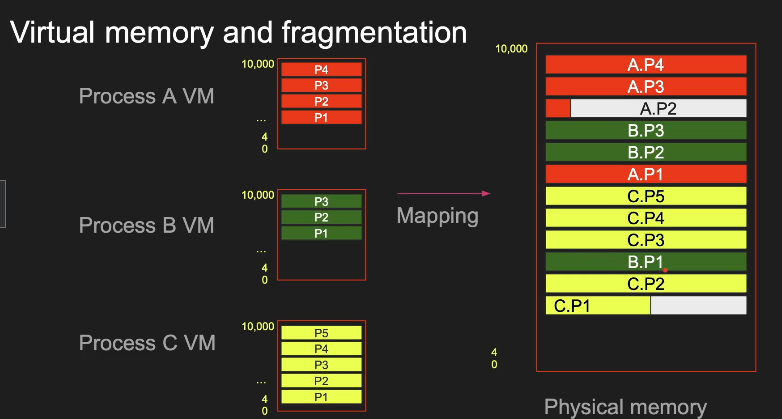 Virtual memory and fragmentation
Process A VM
10,000
P4
P3
P2
P1
...
4
0
Process B VM
10,000
P3
P2
P1
...
4
0
Process C VM
10,000
P5
P4
P3
P2
P1
...
4
0
Mapping
10,000
A.P4
A.P3
A.P2
B.P3
B.P2
A.P1
C.P5
C.P4
C.P3
B.P1
C.P2
C.P1
4
0
Physical memory